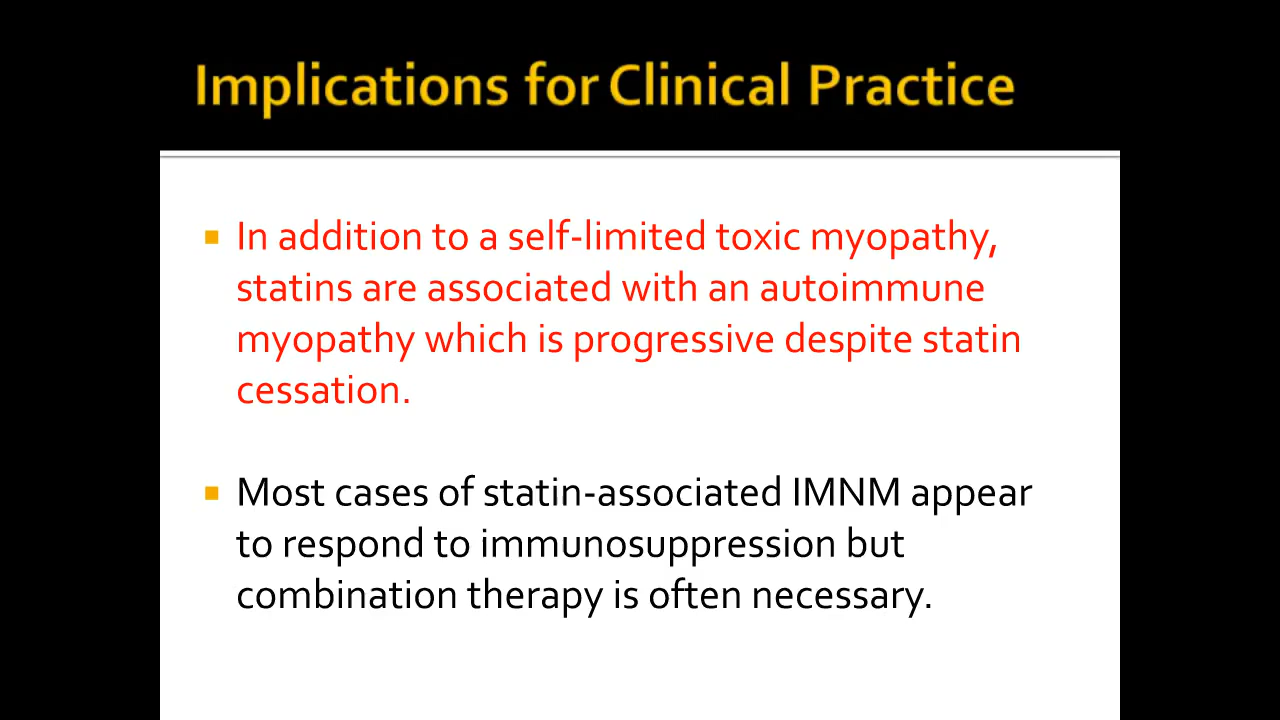 Implications for Clinical Practice
In addition to a self-limited toxic myopathy,
statins are associated with an autoimmune
myopathy which is progressive despite statin
cessation.
Most cases of statin-associated IMNM appear
to respond to immunosuppression but
combination therapy is often necessary.